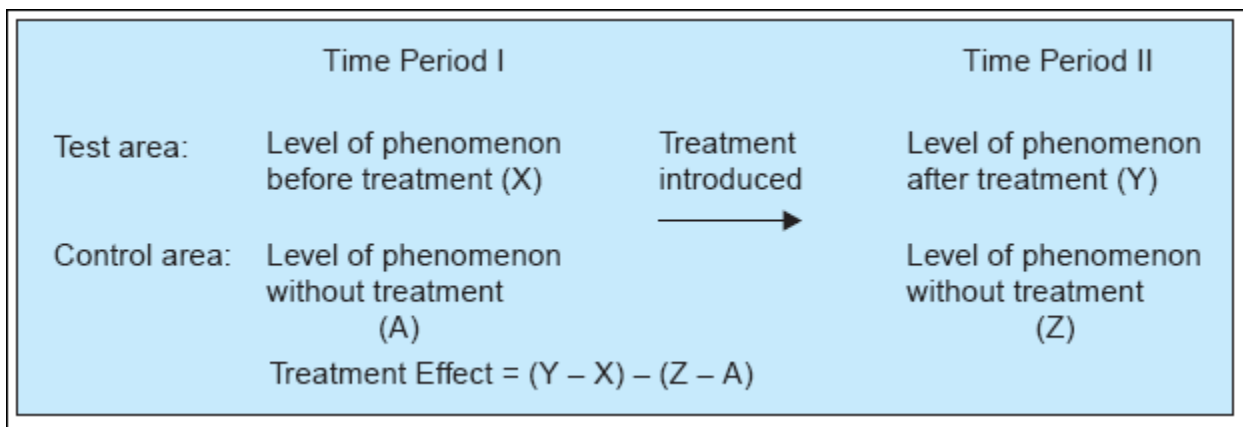 Time Period I Time Period II
Test area: Level of phenomenon before treatment (X) Treatment introduced Level of phenomenon after treatment (Y)
Control area: Level of phenomenon without treatment (A) Level of phenomenon without treatment (Z)
Treatment Effect = (Y – X) – (Z – A)